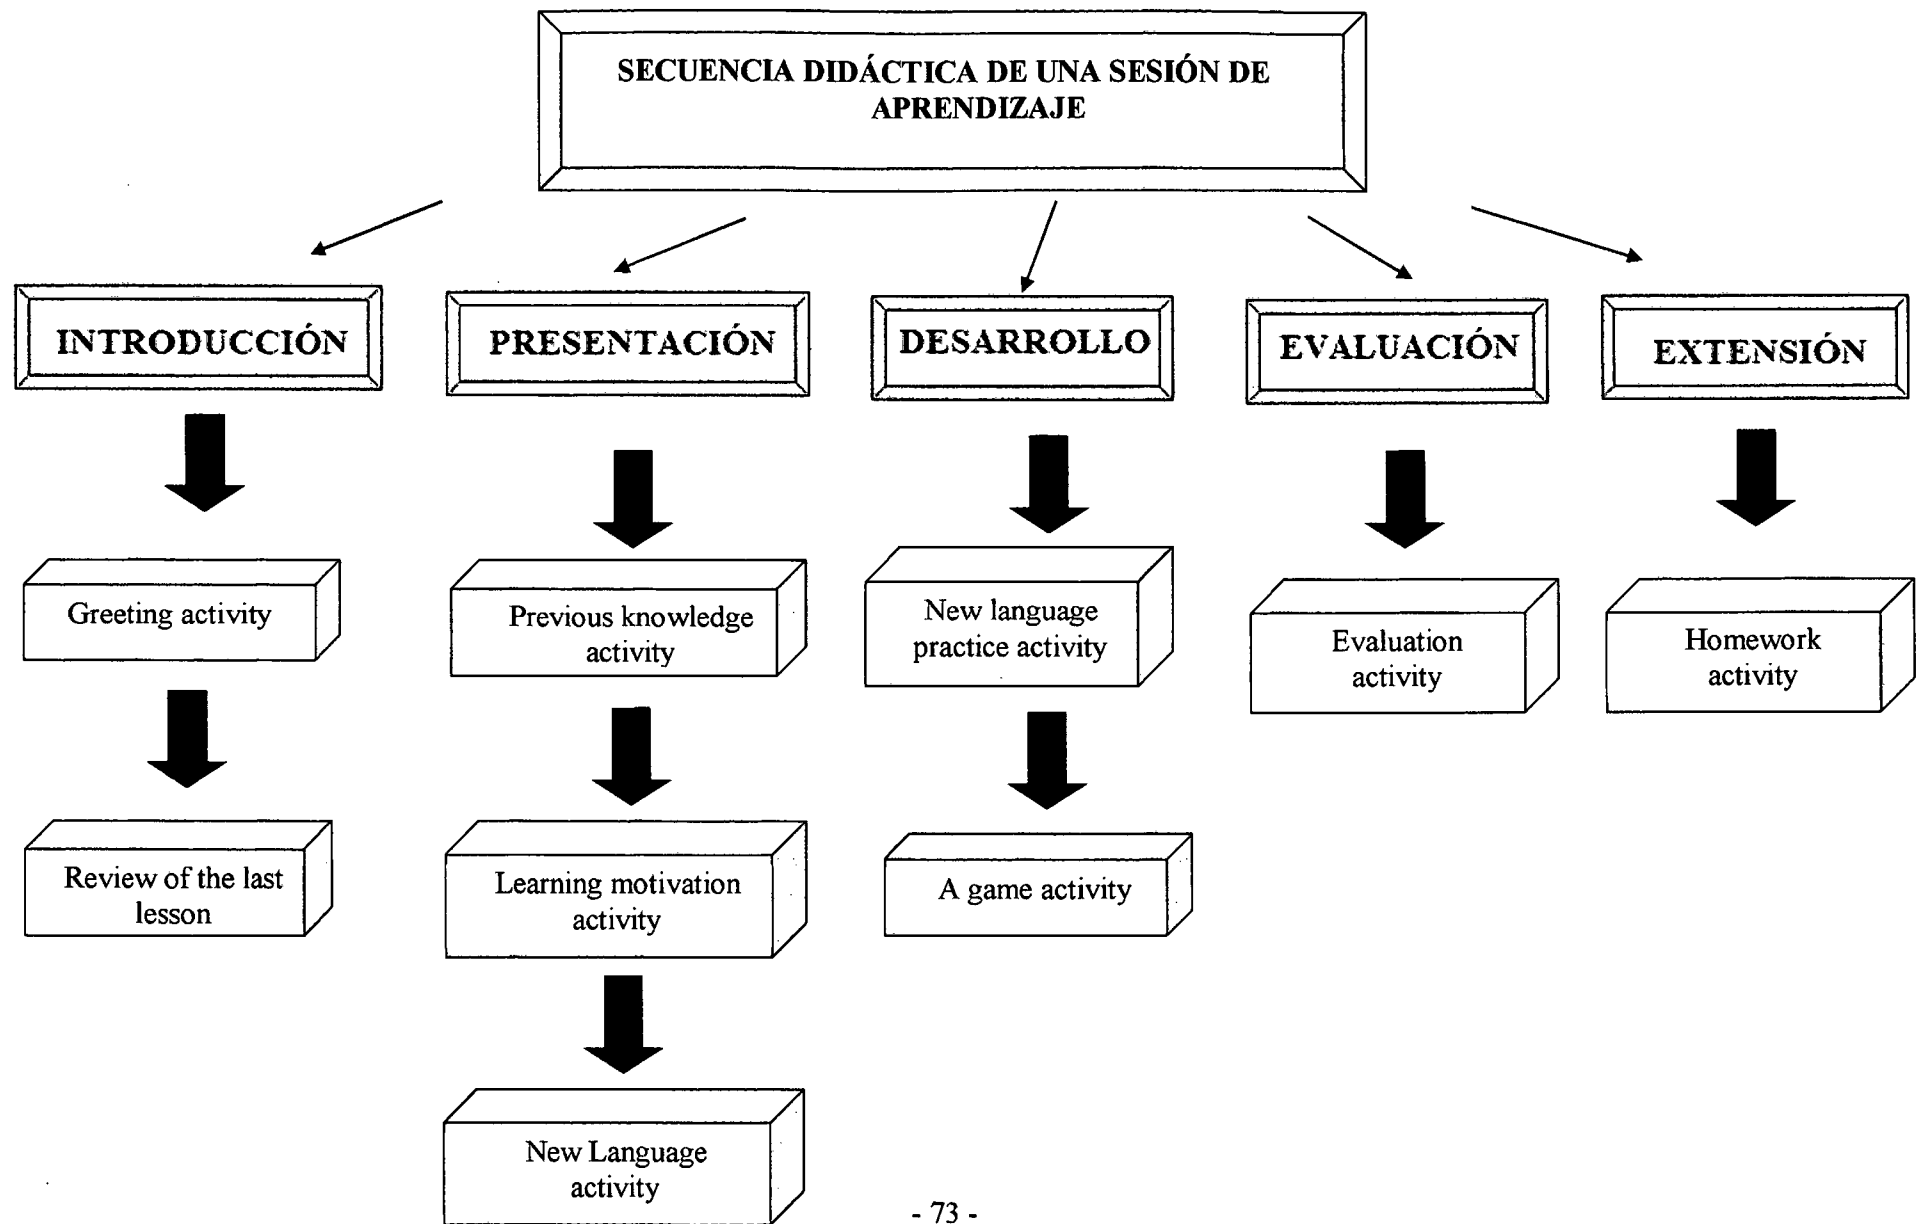 SECUENCIA DIDÁCTICA DE UNA SESIÓN DE
APRENDIZAJE
INTRODUCCIÓN
PRESENTACIÓN
DESARROLLO
EVALUACIÓN
EXTENSIÓN
Greeting activity
Review of the last
lesson
Previous knowledge
activity
Learning motivation
activity
New Language
activity
New language
practice activity
A game activity
Evaluation
activity
Homework
activity
- 73 -